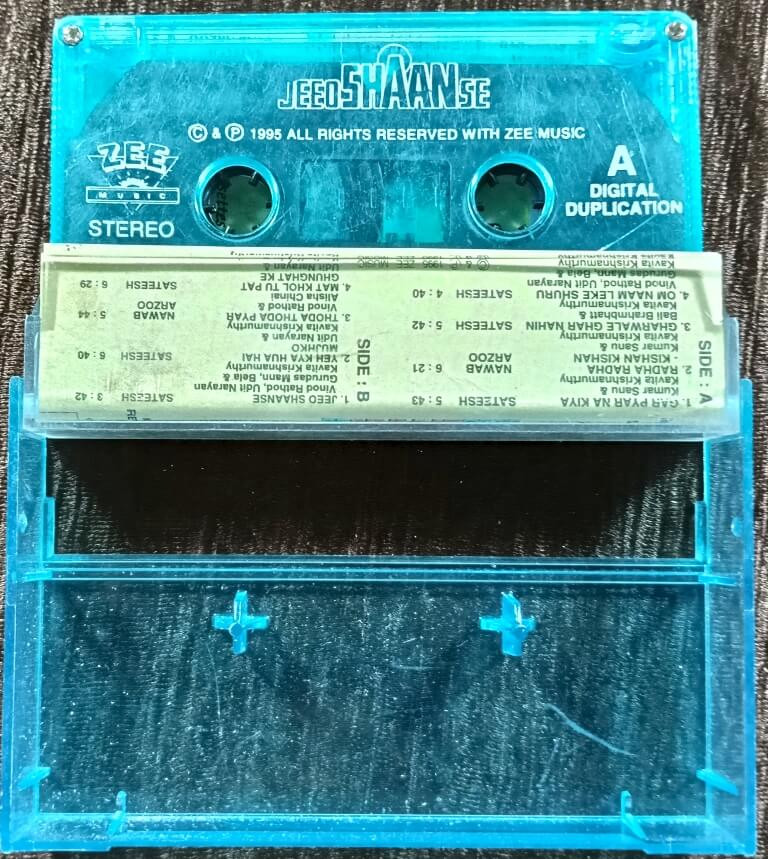 JEEO SHAAN SE
© & ℗ 1995 ALL RIGHTS RESERVED WITH ZEE MUSIC
ZEE
MUSIC
STEREO
A
DIGITAL
DUPLICATION
SIDE : A
1. GAR PYAR NA KIYA SATEESH 5 : 43
Kumar Sanu &
Kavita Krishnamurthy
2. RADHA RADHA NAWAB 6 : 21
- KISHAN KISHAN ARZOO
Kumar Sanu &
Kavita Krishnamurthy
3. GHARWALE GHAR NAHIN SATEESH 5 : 42
Bali Brahmbhatt &
Kavita Krishnamurthy
4. OM NAAM LEKE SHURU SATEESH 4 : 40
Vinod Rathod, Udit Narayan
Gurudas Mann, Bela &
Kavita Krishnamurthy
SIDE : B
1. JEEO SHAANSE SATEESH 3 : 42
Vinod Rathod, Udit Narayan
Gurudas Mann, Bela &
Kavita Krishnamurthy
2. YEH KYA HUA HAI SATEESH 6 : 40
MUJHKO
Udit Narayan &
Kavita Krishnamurthy
3. THODA THODA PYAR NAWAB 5 : 44
Vinod Rathod & ARZOO
Alisha Chinai
4. MAT KHOL TU PAT SATEESH 6 : 29
GHUNGHAT KE
Udit Narayan &
Kavita Krishnamurthy